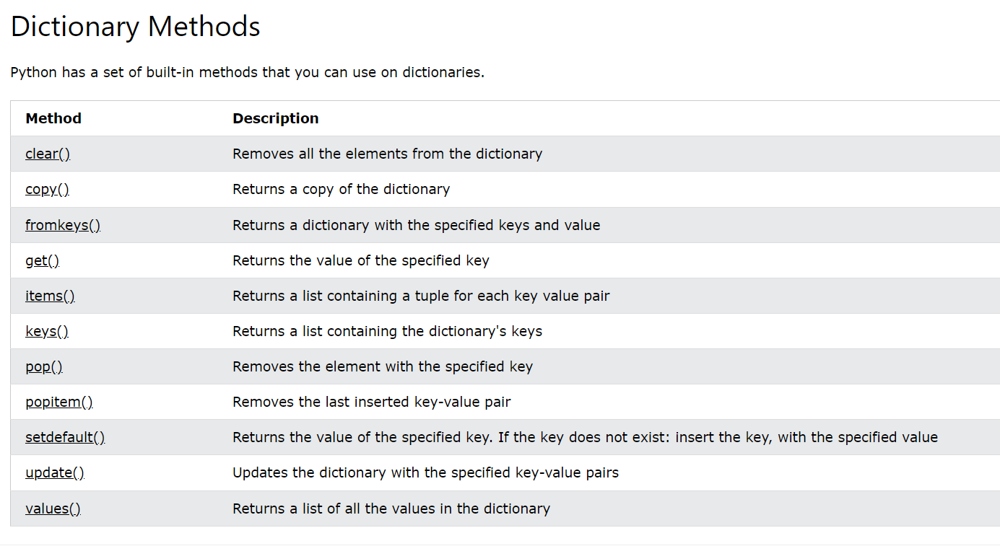 Dictionary Methods
Python has a set of built-in methods that you can use on dictionaries.
Method Description
clear() Removes all the elements from the dictionary
copy() Returns a copy of the dictionary
fromkeys() Returns a dictionary with the specified keys and value
get() Returns the value of the specified key
items() Returns a list containing a tuple for each key value pair
keys() Returns a list containing the dictionary's keys
pop() Removes the element with the specified key
popitem() Removes the last inserted key-value pair
setdefault() Returns the value of the specified key. If the key does not exist: insert the key, with the specified value
update() Updates the dictionary with the specified key-value pairs
values() Returns a list of all the values in the dictionary